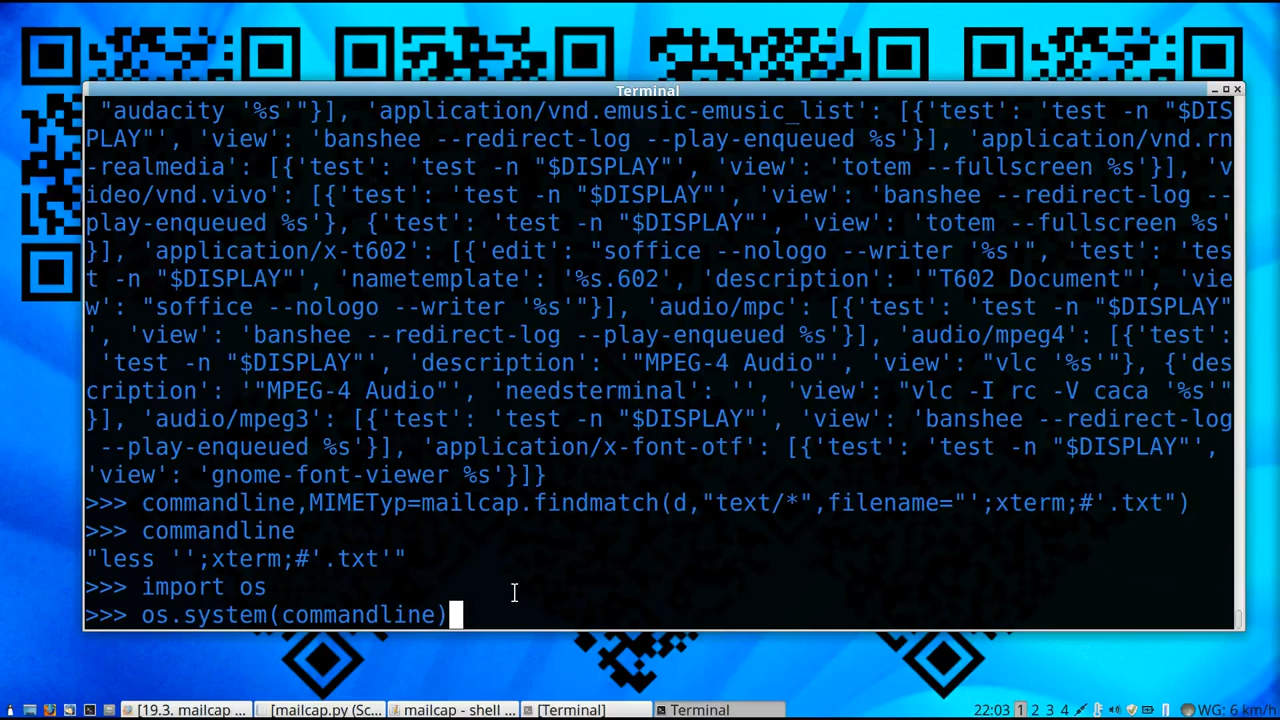 Terminal
"audacity '%s'"}], 'application/vnd.emusic-emusic_list': [{'test': 'test -n "$DIS
PLAY"', 'view': 'banshee --redirect-log --play-enqueued %s'}], 'application/vnd.rn
-realmedia': [{'test': 'test -n "$DISPLAY"', 'view': 'totem --fullscreen %s'}], 'v
ideo/vnd.vivo': [{'test': 'test -n "$DISPLAY"', 'view': 'banshee --redirect-log --
play-enqueued %s'}, {'test': 'test -n "$DISPLAY"', 'view': 'totem --fullscreen %s'
}], 'application/x-t602': [{'edit': "soffice --nologo --writer '%s'", 'test': 'tes
t -n "$DISPLAY"', 'nametemplate': '%s.602', 'description': '"T602 Document"', 'vie
w': "soffice --nologo --writer '%s'"}], 'audio/mpc': [{'test': 'test -n "$DISPLAY"
', 'view': 'banshee --redirect-log --play-enqueued %s'}], 'audio/mpeg4': [{'test':
'test -n "$DISPLAY"', 'description': '"MPEG-4 Audio"', 'view': "vlc '%s'"}, {'des
cription': '"MPEG-4 Audio"', 'needsterminal': '', 'view': "vlc -I rc -V caca '%s'"
}], 'audio/mpeg3': [{'test': 'test -n "$DISPLAY"', 'view': 'banshee --redirect-log
--play-enqueued %s'}], 'application/x-font-otf': [{'test': 'test -n "$DISPLAY"',
'view': 'gnome-font-viewer %s'}]}
>>> commandline,MIMETyp=mailcap.findmatch(d,"text/*",filename="';xterm;#'.txt")
>>> commandline
"less '';xterm;#'.txt'"
>>> import os
>>> os.system(commandline)
[19.3. mailcap ... [mailcap.py (Sc... mailcap - shell ... [Terminal] Terminal 22:03 1 2 3 4 WG: 6 km/h